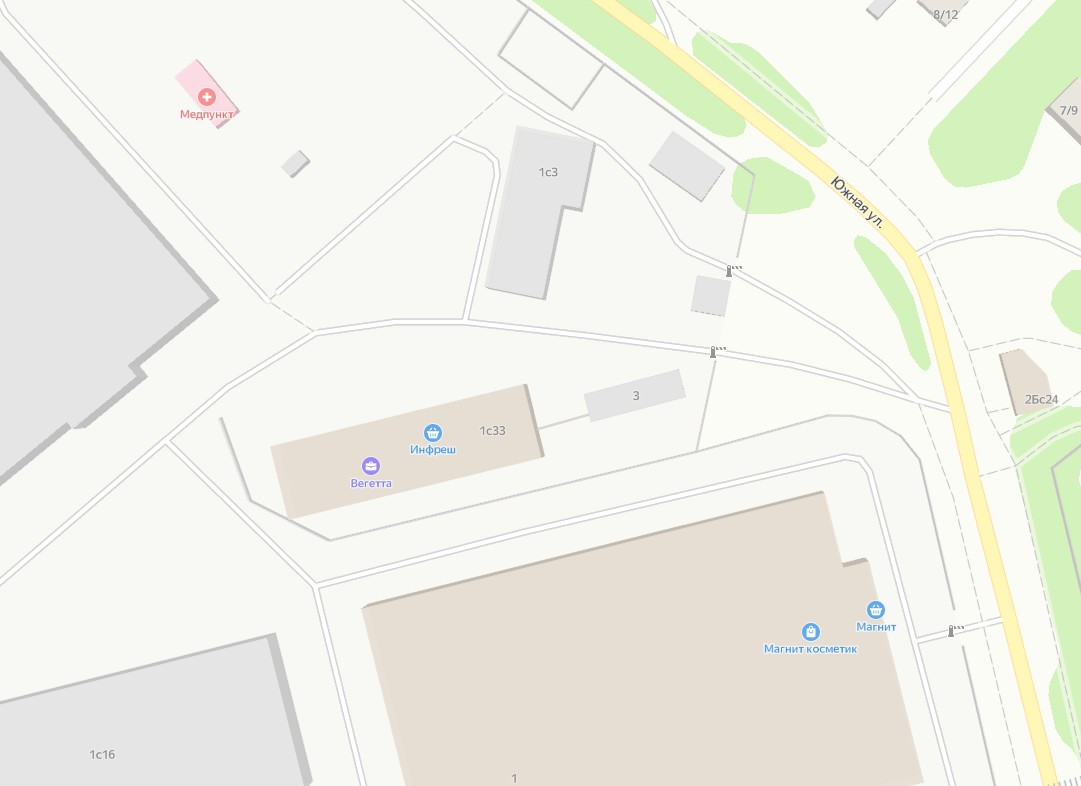 8/12
Медпункт
7/9
1с3
Южная ул.
3
2Бс24
1с33
Инфреш
Вегетта
Магнит
Магнит косметик
1с16
1